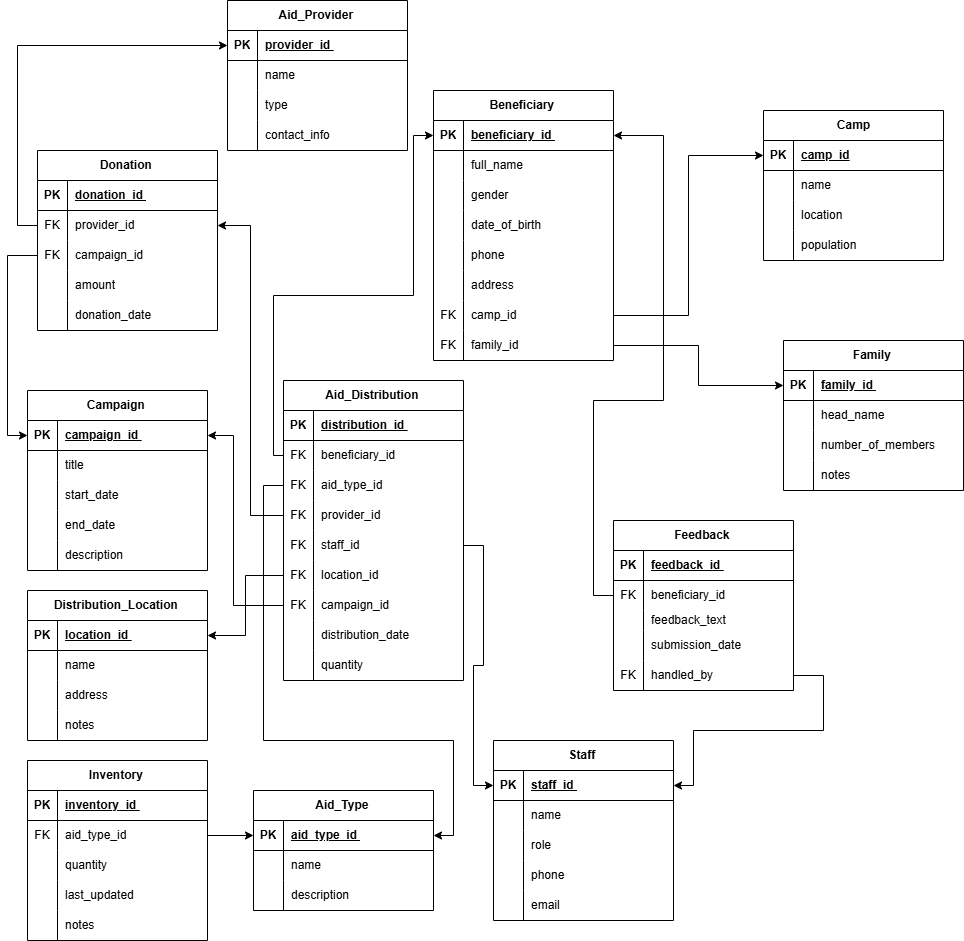 Aid_Provider
PK provider_id
name
type
contact_info
Beneficiary
PK beneficiary_id
full_name
gender
date_of_birth
phone
address
FK camp_id
FK family_id
Camp
PK camp_id
name
location
population
Donation
PK donation_id
FK provider_id
FK campaign_id
amount
donation_date
Family
PK family_id
head_name
number_of_members
notes
Campaign
PK campaign_id
title
start_date
end_date
description
Aid_Distribution
PK distribution_id
FK beneficiary_id
FK aid_type_id
FK provider_id
FK staff_id
FK location_id
FK campaign_id
distribution_date
quantity
Feedback
PK feedback_id
FK beneficiary_id
feedback_text
submission_date
FK handled_by
Distribution_Location
PK location_id
name
address
notes
Staff
PK staff_id
name
role
phone
email
Inventory
PK inventory_id
FK aid_type_id
quantity
last_updated
notes
Aid_Type
PK aid_type_id
name
description